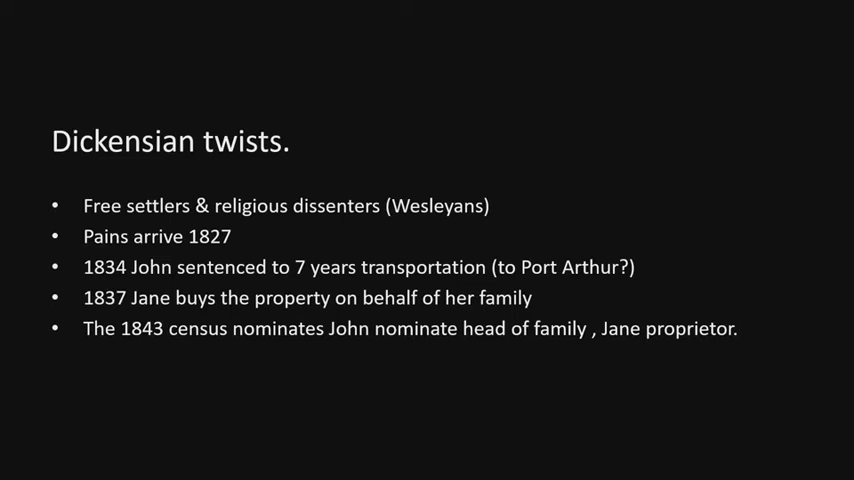 Dickensian twists.
• Free settlers & religious dissenters (Wesleyans)
• Pains arrive 1827
• 1834 John sentenced to 7 years transportation (to Port Arthur?)
• 1837 Jane buys the property on behalf of her family
• The 1843 census nominates John nominate head of family , Jane proprietor.